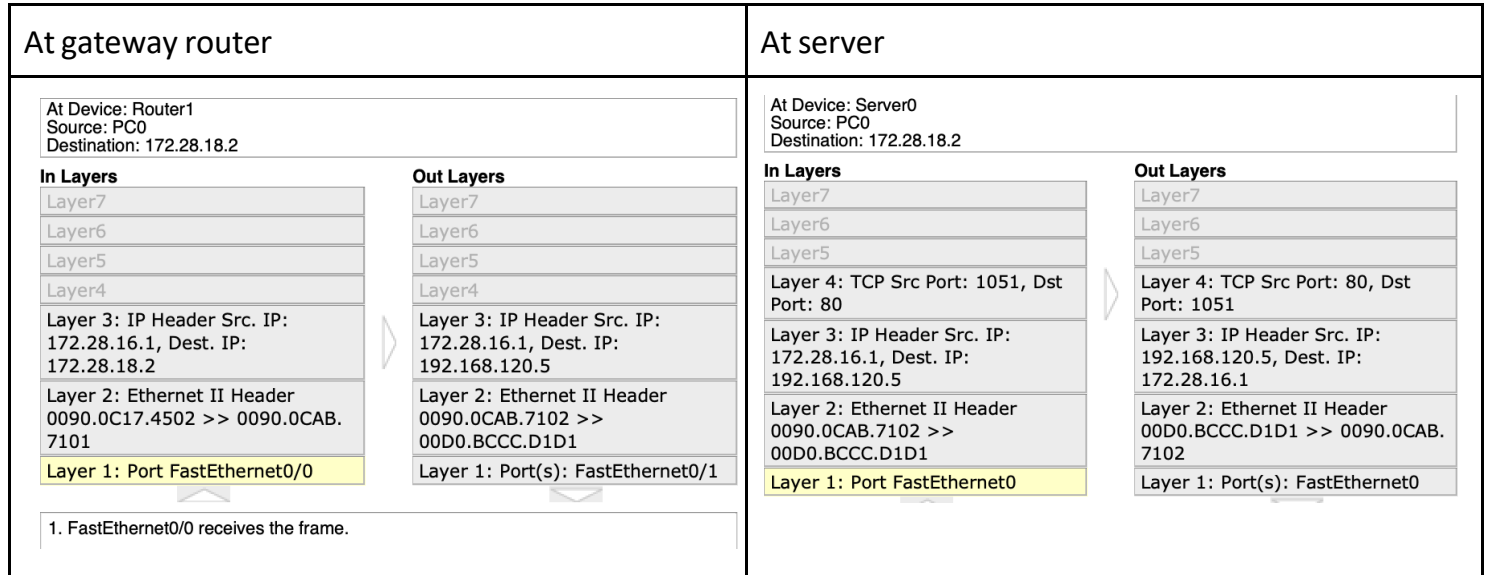 At gateway router
At server
At Device: Router1
Source: PC0
Destination: 172.28.18.2
In Layers
Out Layers
Layer7
Layer7
Layer6
Layer6
Layer5
Layer5
Layer4
Layer4
Layer 3: IP Header Src. IP:
172.28.16.1, Dest. IP:
172.28.18.2
Layer 3: IP Header Src. IP:
172.28.16.1, Dest. IP:
192.168.120.5
Layer 2: Ethernet II Header
0090.0C17.4502 >> 0090.0CAB.
7101
Layer 2: Ethernet II Header
0090.0CAB.7102 >>
00D0.BCCC.D1D1
Layer 1: Port FastEthernet0/0
Layer 1: Port(s): FastEthernet0/1
1. FastEthernet0/0 receives the frame.
At Device: Server0
Source: PC0
Destination: 172.28.18.2
In Layers
Out Layers
Layer7
Layer7
Layer6
Layer6
Layer5
Layer5
Layer 4: TCP Src Port: 1051, Dst
Port: 80
Layer 4: TCP Src Port: 80, Dst
Port: 1051
Layer 3: IP Header Src. IP:
172.28.16.1, Dest. IP:
192.168.120.5
Layer 3: IP Header Src. IP:
192.168.120.5, Dest. IP:
172.28.16.1
Layer 2: Ethernet II Header
0090.0CAB.7102 >>
00D0.BCCC.D1D1
Layer 2: Ethernet II Header
00D0.BCCC.D1D1 >> 0090.0CAB.
7102
Layer 1: Port FastEthernet0
Layer 1: Port(s): FastEthernet0